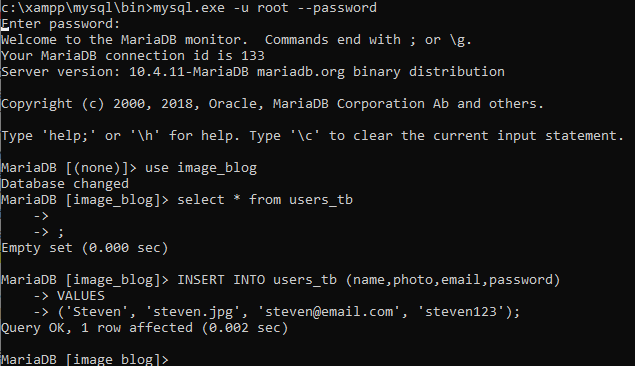 c:\xampp\mysql\bin>mysql.exe -u root --password
Enter password:
Welcome to the MariaDB monitor.  Commands end with ; or \g.
Your MariaDB connection id is 133
Server version: 10.4.11-MariaDB mariadb.org binary distribution

Copyright (c) 2000, 2018, Oracle, MariaDB Corporation Ab and others.

Type 'help;' or '\h' for help. Type '\c' to clear the current input statement.

MariaDB [(none)]> use image_blog
Database changed
MariaDB [image_blog]> select * from users_tb
    ->
    -> ;
Empty set (0.000 sec)

MariaDB [image_blog]> INSERT INTO users_tb (name,photo,email,password)
    -> VALUES
    -> ('Steven', 'steven.jpg', 'steven@email.com', 'steven123');
Query OK, 1 row affected (0.002 sec)

MariaDB [image_blog]>